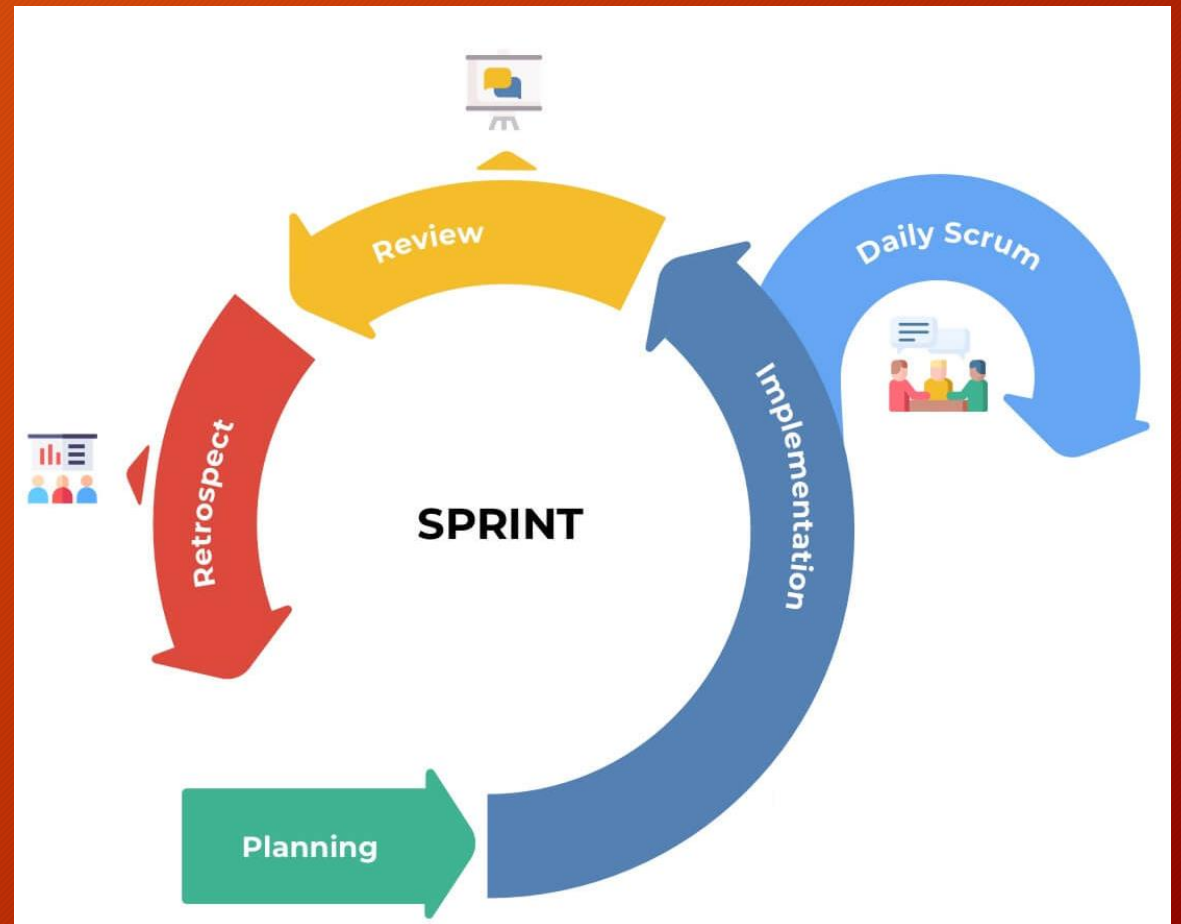 Review
Daily Scrum
Implementation
Retrospect
SPRINT
Planning